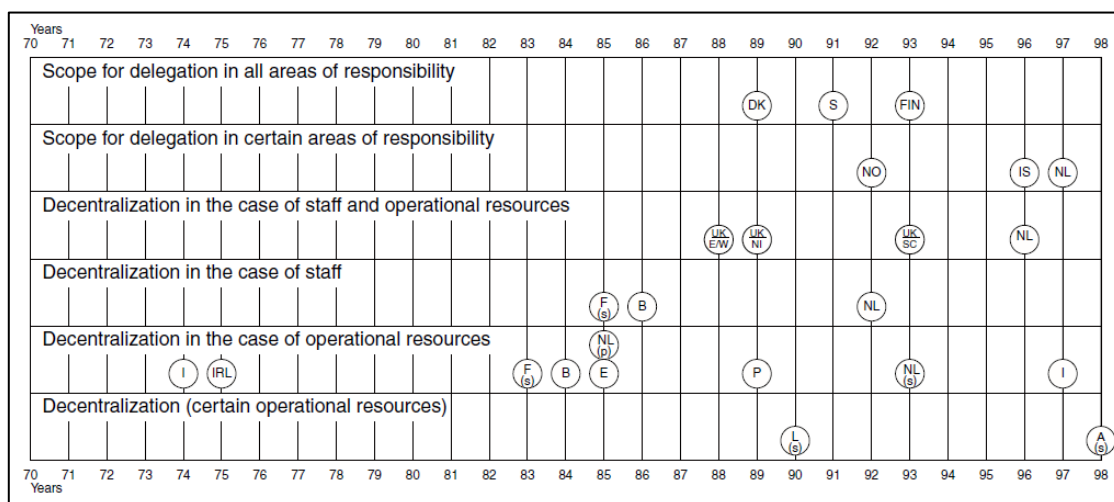 Years
70 71 72 73 74 75 76 77 78 79 80 81 82 83 84 85 86 87 88 89 90 91 92 93 94 95 96 97 98
Scope for delegation in all areas of responsibility
DK S FIN
Scope for delegation in certain areas of responsibility
NO IS NL
Decentralization in the case of staff and operational resources
UK E/W UK NI UK SC NL
Decentralization in the case of staff
F (s) B NL
Decentralization in the case of operational resources
NL (p)
I IRL F (s) B E P NL (s) I
Decentralization (certain operational resources)
L (s) A (s)
70 71 72 73 74 75 76 77 78 79 80 81 82 83 84 85 86 87 88 89 90 91 92 93 94 95 96 97 98
Years